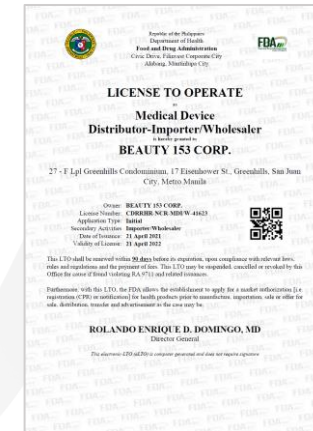 Republic of the Philippines
Department of Health
Food and Drug Administration
Civic Drive, Filinvest Corporate City
Alabang, Muntinlupa City
FDA
LICENSE TO OPERATE
as
Medical Device
Distributor-Importer/Wholesaler
is hereby granted to
BEAUTY 153 CORP.
27 - F Lpl Greenhills Condominium, 17 Eisenhower St., Greenhills, San Juan
City, Metro Manila
Owner: BEAUTY 153 CORP.
License Number: CDRRHR-NCR-MDI/W-41623
Application Type: Initial
Secondary Activities: Importer/Wholesaler
Date of Issuance: 21 April 2021
Validity of License: 21 April 2022
This LTO shall be renewed within 90 days before its expiration, upon compliance with relevant laws,
rules and regulations and the payment of fees. This LTO may be suspended, cancelled or revoked by this
Office for cause if found violating RA 9711 and related issuances.
Furthermore, with this LTO, the FDA allows the establishment to apply for a market authorization [i.e
registration (CPR) or notification] for health products prior to manufacture, importation, sale or offer for
sale, distribution, transfer and advertisement as the case may be.
ROLANDO ENRIQUE D. DOMINGO, MD
Director General
This electronic LTO (eLTO) is computer generated and does not require signature